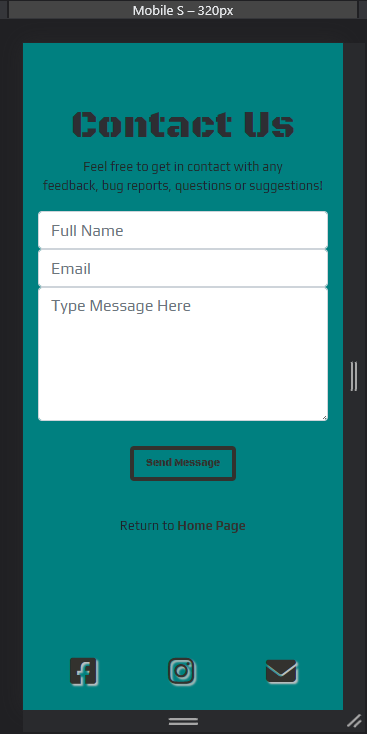 Mobile S – 320px
Contact Us
Feel free to get in contact with any
feedback, bug reports, questions or suggestions!
Full Name
Email
Type Message Here
Send Message
Return to Home Page